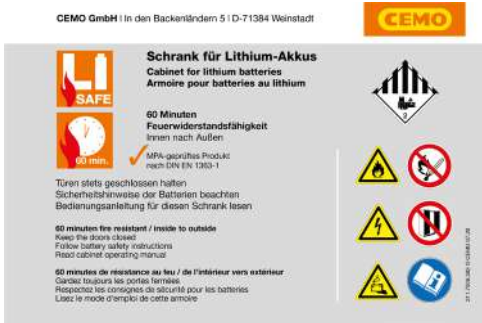 CEMO GmbH | In den Backenländern 5 | D-71384 Weinstadt
CEMO
LI
SAFE
Schrank für Lithium-Akkus
Cabinet for lithium batteries
Armoire pour batteries au lithium
60 min.
60 Minuten
Feuerwiderstandsfähigkeit
Innen nach Außen
MPA-geprüftes Produkt
nach DIN EN 1363-1
Türen stets geschlossen halten
Sicherheitshinweise der Batterien beachten
Bedienungsanleitung für diesen Schrank lesen
60 minuten fire resistant / inside to outside
Keep the doors closed
Follow battery safety instructions
Read cabinet operating manual
60 minutes de résistance au feu / de l'intérieur vers extérieur
Gardez toujours les portes fermées
Respectez les consignes de sécurité pour les batteries
Lisez le mode d'emploi de cette armoire